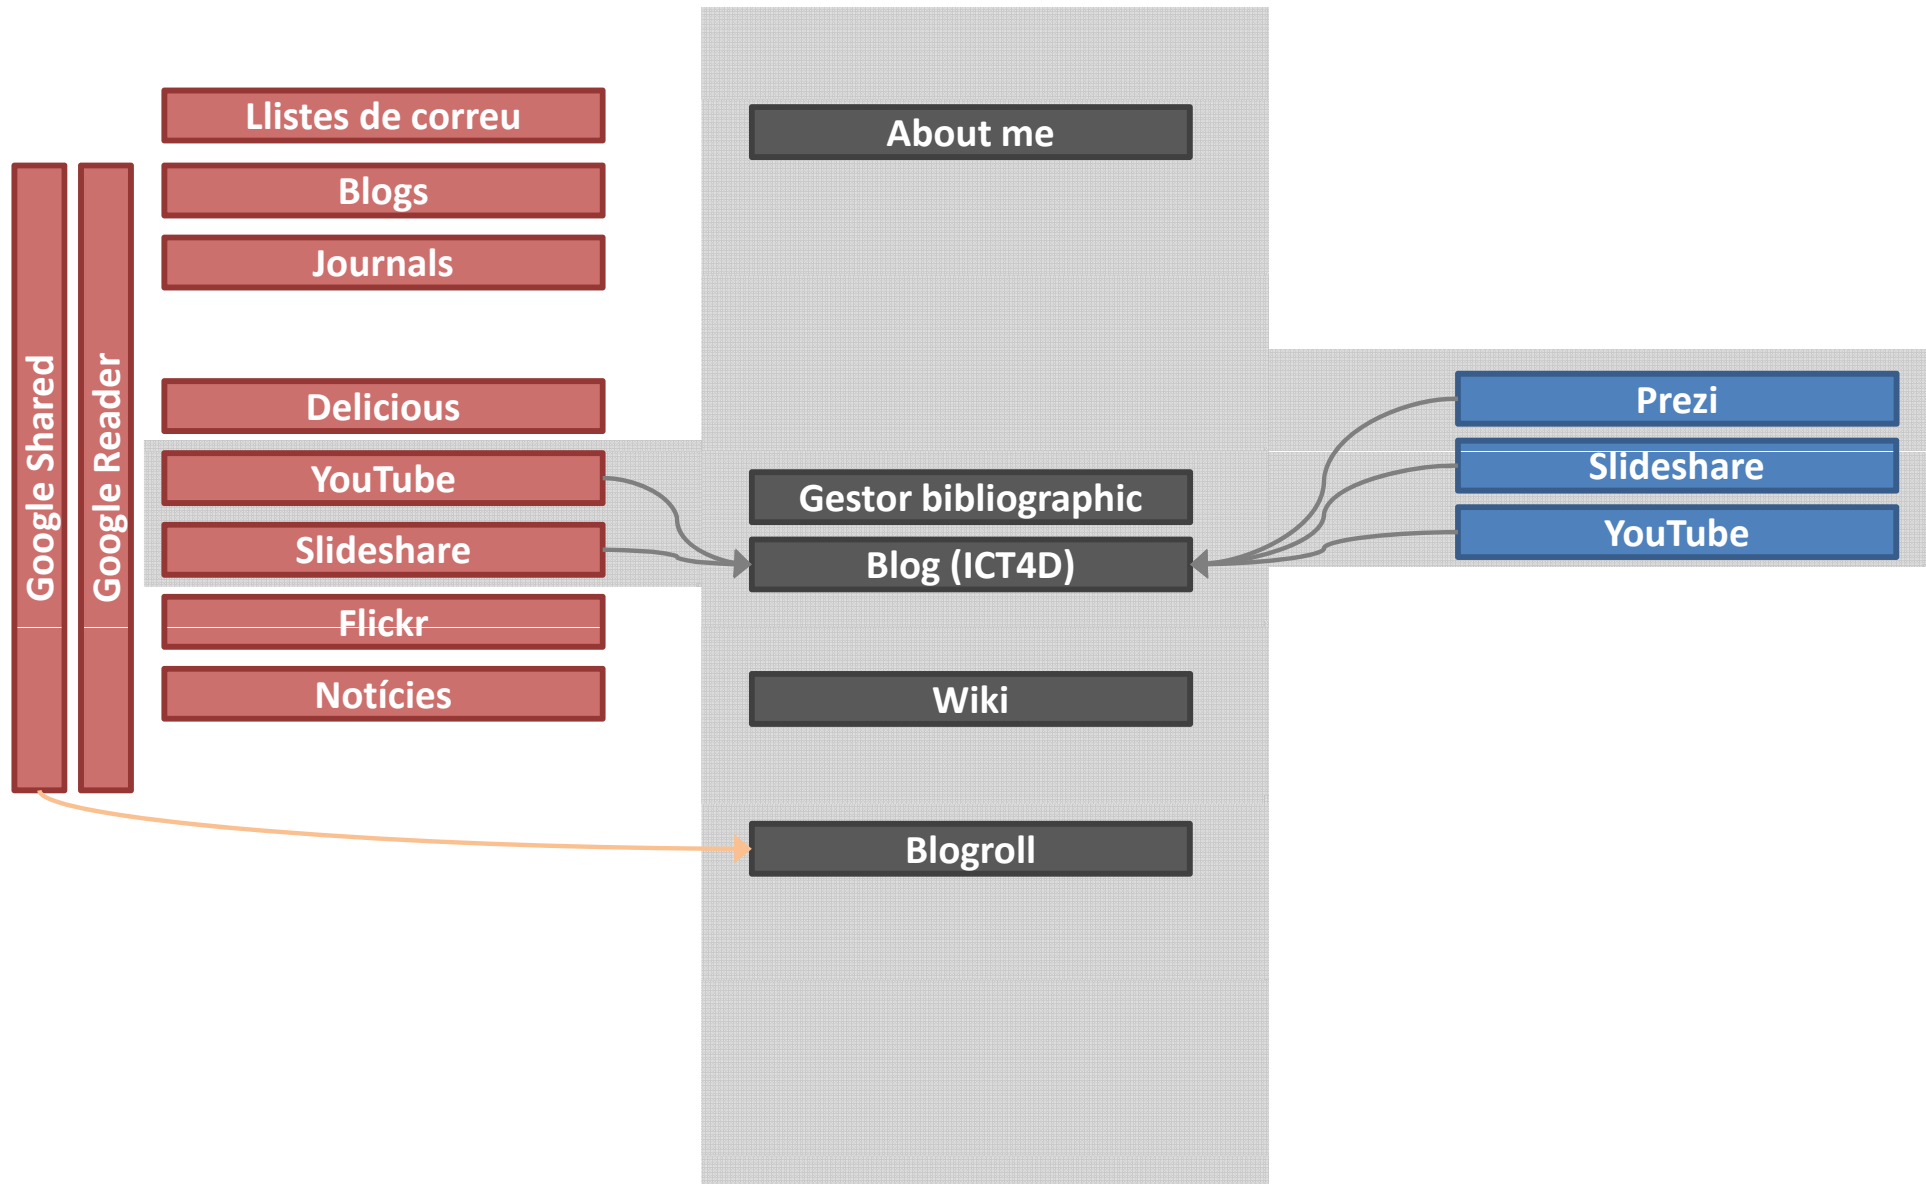 Google Shared
Google Reader
Llistes de correu
Blogs
Journals
Delicious
YouTube
Slideshare
Flickr
Notícies
About me
Gestor bibliographic
Blog (ICT4D)
Wiki
Blogroll
Prezi
Slideshare
YouTube